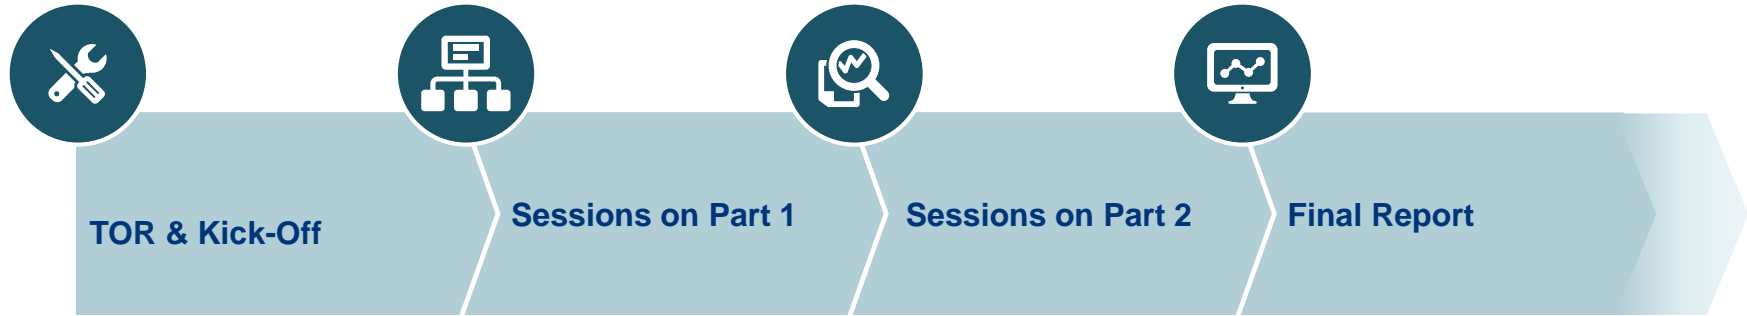 TOR & Kick-Off
Sessions on Part 1
Sessions on Part 2
Final Report